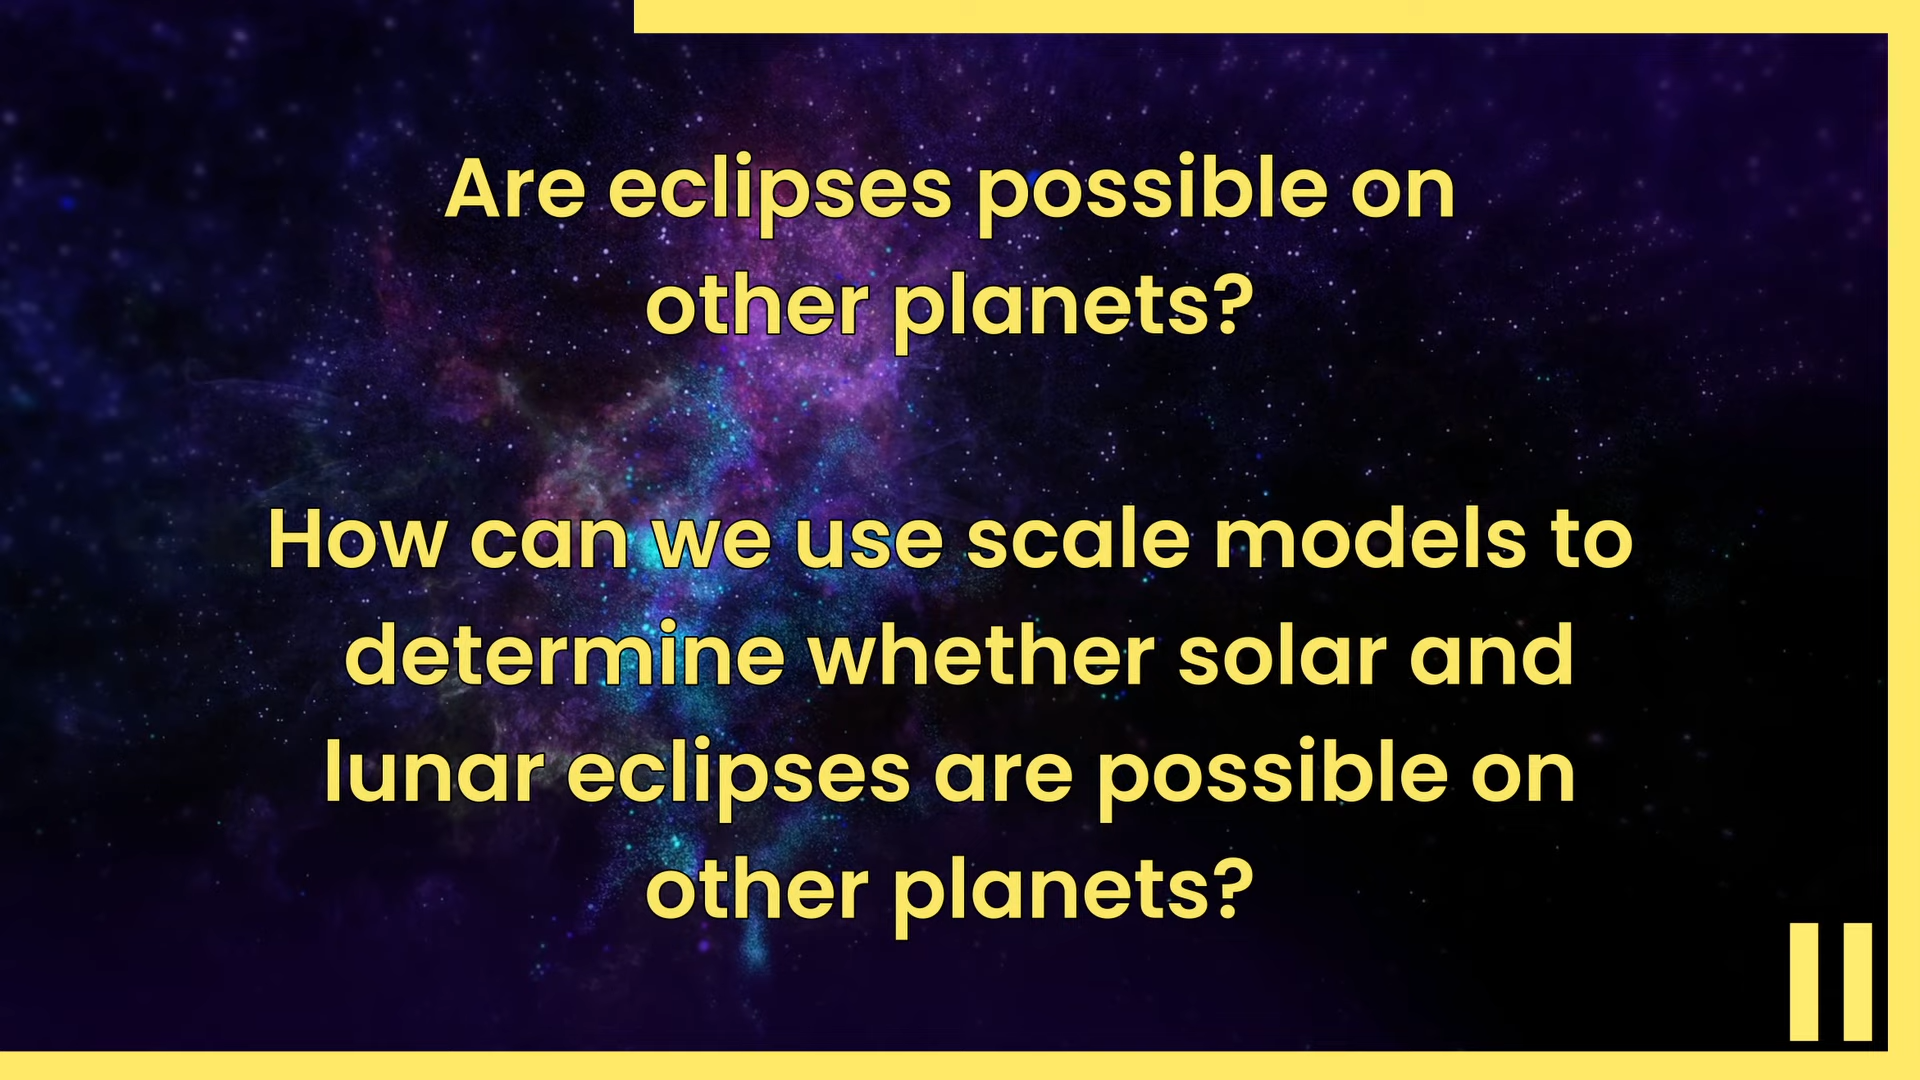 Are eclipses possible on
other planets?
How can we use scale models to
determine whether solar and
lunar eclipses are possible on
other planets?